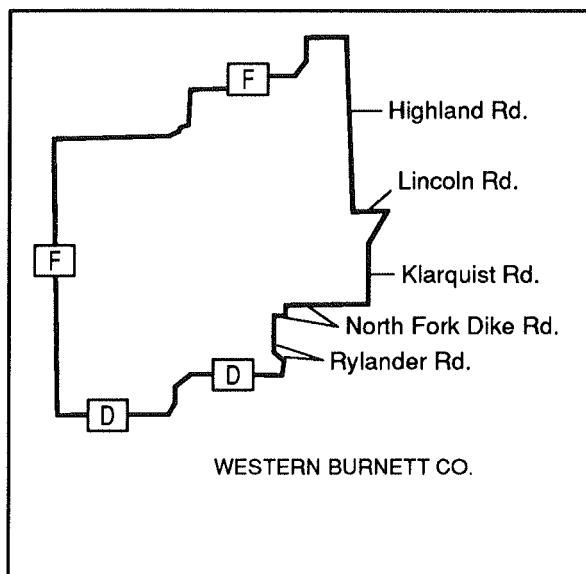 F
Highland Rd.
Lincoln Rd.
F
Klarquist Rd.
North Fork Dike Rd.
Rylander Rd.
D
D
WESTERN BURNETT CO.